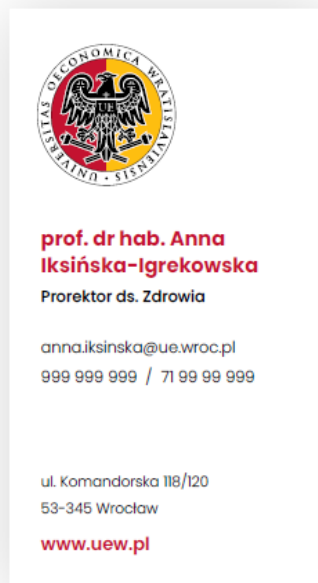 UNIVERSITAS OECONOMICA WRATISLAVIENSIS
UE
prof. dr hab. Anna
Iksińska-Igrekowska
Prorektor ds. Zdrowia
anna.iksinska@ue.wroc.pl
999 999 999 / 71 99 99 999
ul. Komandorska 118/120
53-345 Wrocław
www.uew.pl